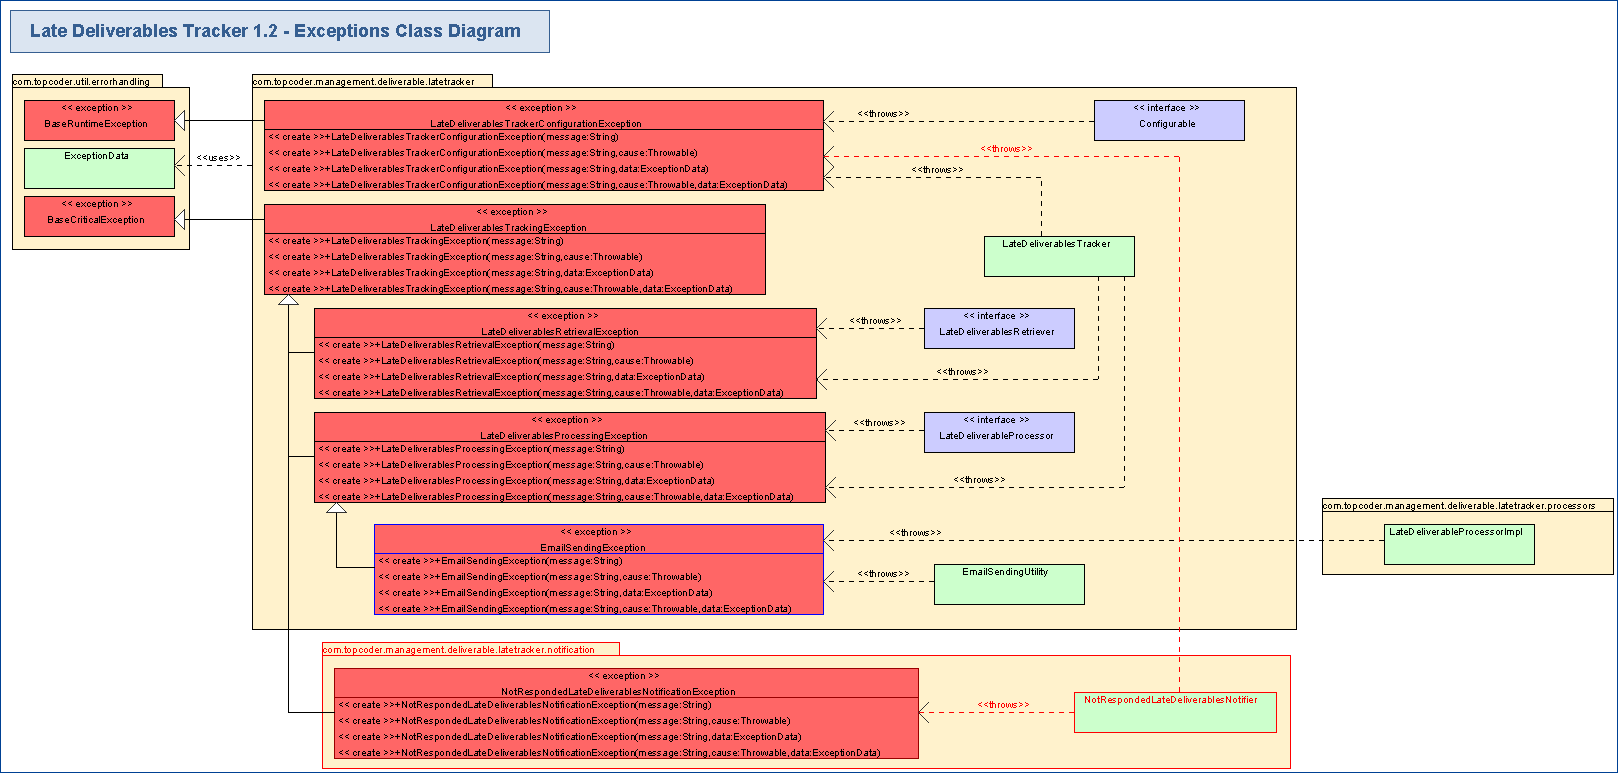 Late Deliverables Tracker 1.2 - Exceptions Class Diagram
com.topcoder.util.errorhandling
<< exception >>
BaseRuntimeException
ExceptionData
<< exception >>
BaseCriticalException
<<uses>>
com.topcoder.management.deliverable.latetracker
<< exception >>
LateDeliverablesTrackerConfigurationException
<< create >>+LateDeliverablesTrackerConfigurationException(message:String)
<< create >>+LateDeliverablesTrackerConfigurationException(message:String,cause:Throwable)
<< create >>+LateDeliverablesTrackerConfigurationException(message:String,data:ExceptionData)
<< create >>+LateDeliverablesTrackerConfigurationException(message:String,cause:Throwable,data:ExceptionData)
<<throws>>
<< interface >>
Configurable
<<throws>>
<<throws>>
<< exception >>
LateDeliverablesTrackingException
<< create >>+LateDeliverablesTrackingException(message:String)
<< create >>+LateDeliverablesTrackingException(message:String,cause:Throwable)
<< create >>+LateDeliverablesTrackingException(message:String,data:ExceptionData)
<< create >>+LateDeliverablesTrackingException(message:String,cause:Throwable,data:ExceptionData)
LateDeliverablesTracker
<< exception >>
LateDeliverablesRetrievalException
<< create >>+LateDeliverablesRetrievalException(message:String)
<< create >>+LateDeliverablesRetrievalException(message:String,cause:Throwable)
<< create >>+LateDeliverablesRetrievalException(message:String,data:ExceptionData)
<< create >>+LateDeliverablesRetrievalException(message:String,cause:Throwable,data:ExceptionData)
<<throws>>
<< interface >>
LateDeliverablesRetriever
<<throws>>
<< exception >>
LateDeliverablesProcessingException
<< create >>+LateDeliverablesProcessingException(message:String)
<< create >>+LateDeliverablesProcessingException(message:String,cause:Throwable)
<< create >>+LateDeliverablesProcessingException(message:String,data:ExceptionData)
<< create >>+LateDeliverablesProcessingException(message:String,cause:Throwable,data:ExceptionData)
<<throws>>
<< interface >>
LateDeliverableProcessor
<<throws>>
<< exception >>
EmailSendingException
<< create >>+EmailSendingException(message:String)
<< create >>+EmailSendingException(message:String,cause:Throwable)
<< create >>+EmailSendingException(message:String,data:ExceptionData)
<< create >>+EmailSendingException(message:String,cause:Throwable,data:ExceptionData)
<<throws>>
<<throws>>
EmailSendingUtility
com.topcoder.management.deliverable.latetracker.processors
LateDeliverableProcessorImpl
com.topcoder.management.deliverable.latetracker.notification
<< exception >>
NotRespondedLateDeliverablesNotificationException
<< create >>+NotRespondedLateDeliverablesNotificationException(message:String)
<< create >>+NotRespondedLateDeliverablesNotificationException(message:String,cause:Throwable)
<< create >>+NotRespondedLateDeliverablesNotificationException(message:String,data:ExceptionData)
<< create >>+NotRespondedLateDeliverablesNotificationException(message:String,cause:Throwable,data:ExceptionData)
<<throws>>
NotRespondedLateDeliverablesNotifier